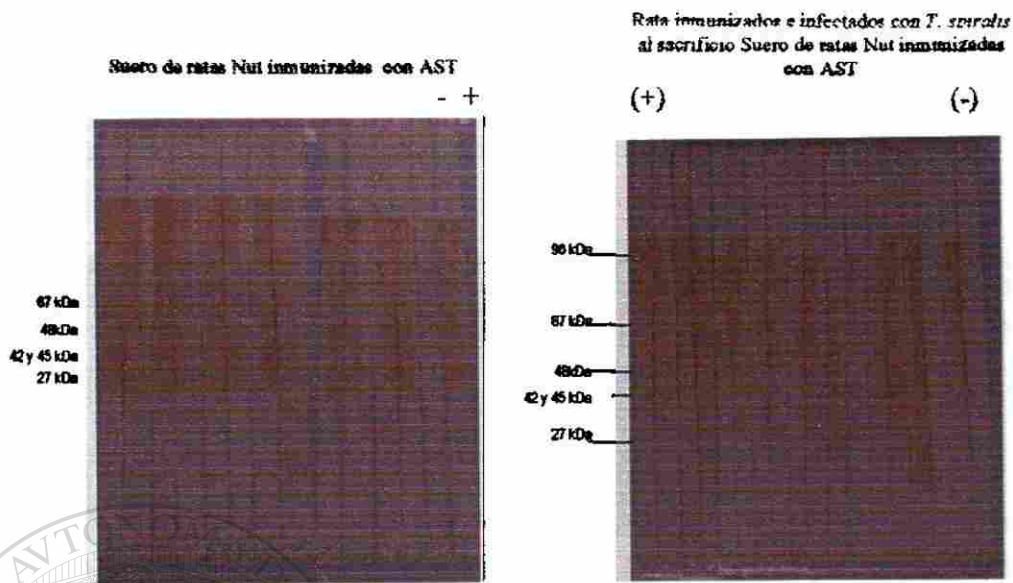 Suero de ratas Nut inmunizadas con AST
- +
67 kDa
48kDa
42 y 45 kDa
27 kDa
Rata inmunizados e infectados con T. spiralis
al sacrificio Suero de ratas Nut inmunizadas
con AST
(+) (-)
96 kDa
67 kDa
48kDa
42 y 45 kDa
27 kDa